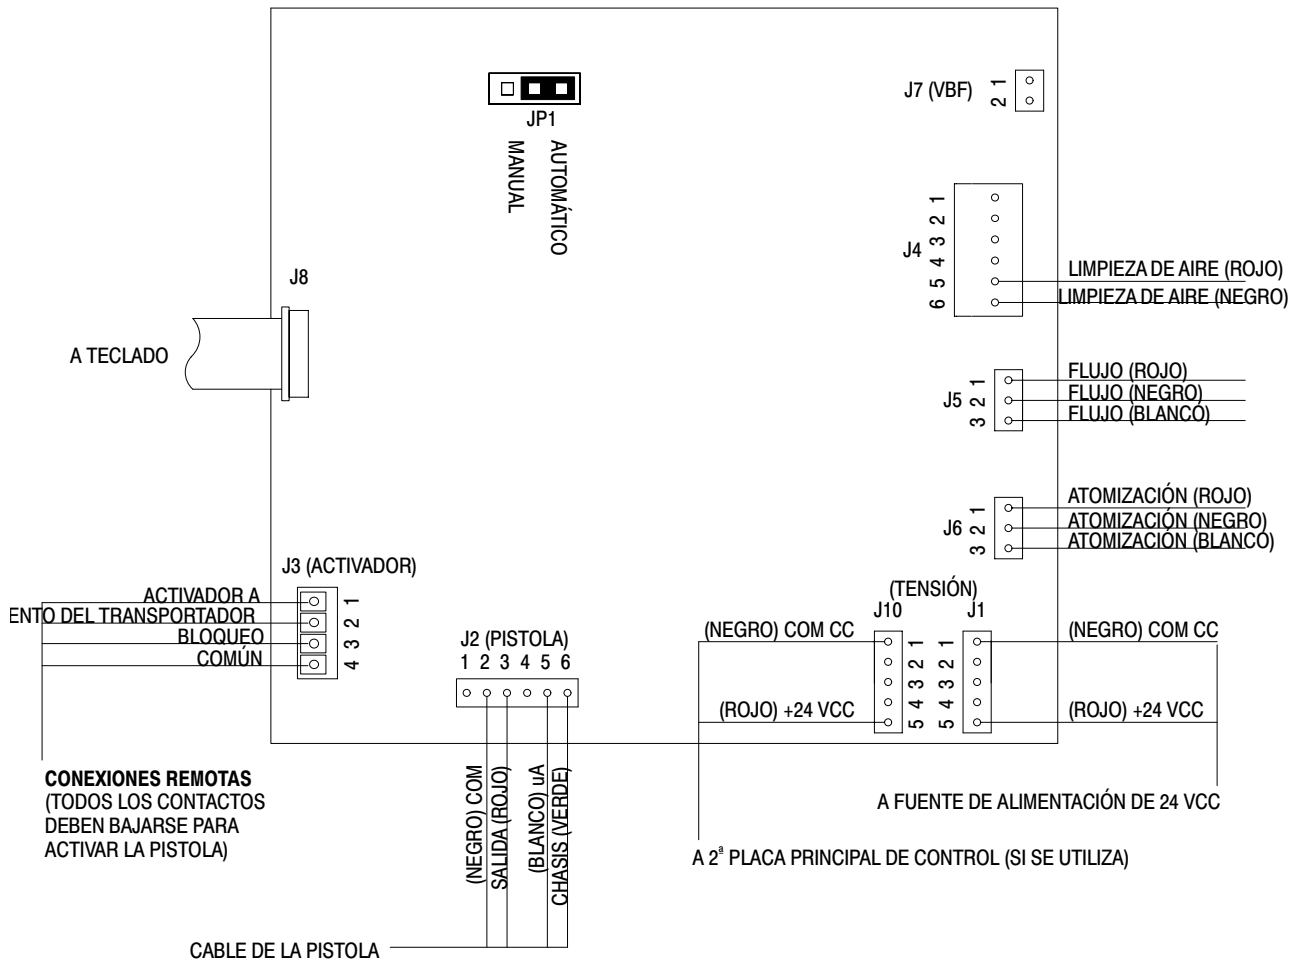 J7 (VBF)
1
2
JP1
MANUAL
AUTOMÁTICO
J4
1
2
3
4
5
6
LIMPIEZA DE AIRE (ROJO)
LIMPIEZA DE AIRE (NEGRO)
J8
A TECLADO
J5
1
2
3
FLUJO (ROJO)
FLUJO (NEGRO)
FLUJO (BLANCO)
J6
1
2
3
ATOMIZACIÓN (ROJO)
ATOMIZACIÓN (NEGRO)
ATOMIZACIÓN (BLANCO)
J3 (ACTIVADOR)
ACTIVADOR A
ENTO DEL TRANSPORTADOR
BLOQUEO
COMÚN
1
2
3
4
J2 (PISTOLA)
1 2 3 4 5 6
(TENSIÓN)
J10
J1
(NEGRO) COM CC
(ROJO) +24 VCC
1
2
3
4
5
1
2
3
4
5
(NEGRO) COM CC
(ROJO) +24 VCC
CONEXIONES REMOTAS
(TODOS LOS CONTACTOS
DEBEN BAJARSE PARA
ACTIVAR LA PISTOLA)
(NEGRO) COM
SALIDA (ROJO)
(BLANCO) uA
CHASIS (VERDE)
A FUENTE DE ALIMENTACIÓN DE 24 VCC
A 2ª PLACA PRINCIPAL DE CONTROL (SI SE UTILIZA)
CABLE DE LA PISTOLA